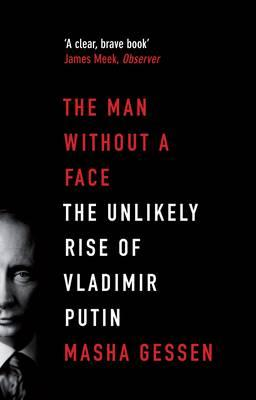 ‘A clear, brave book’
James Meek, Observer
THE MAN
WITHOUT A
FACE
THE UNLIKELY
RISE OF
VLADIMIR
PUTIN
MASHA GESSEN